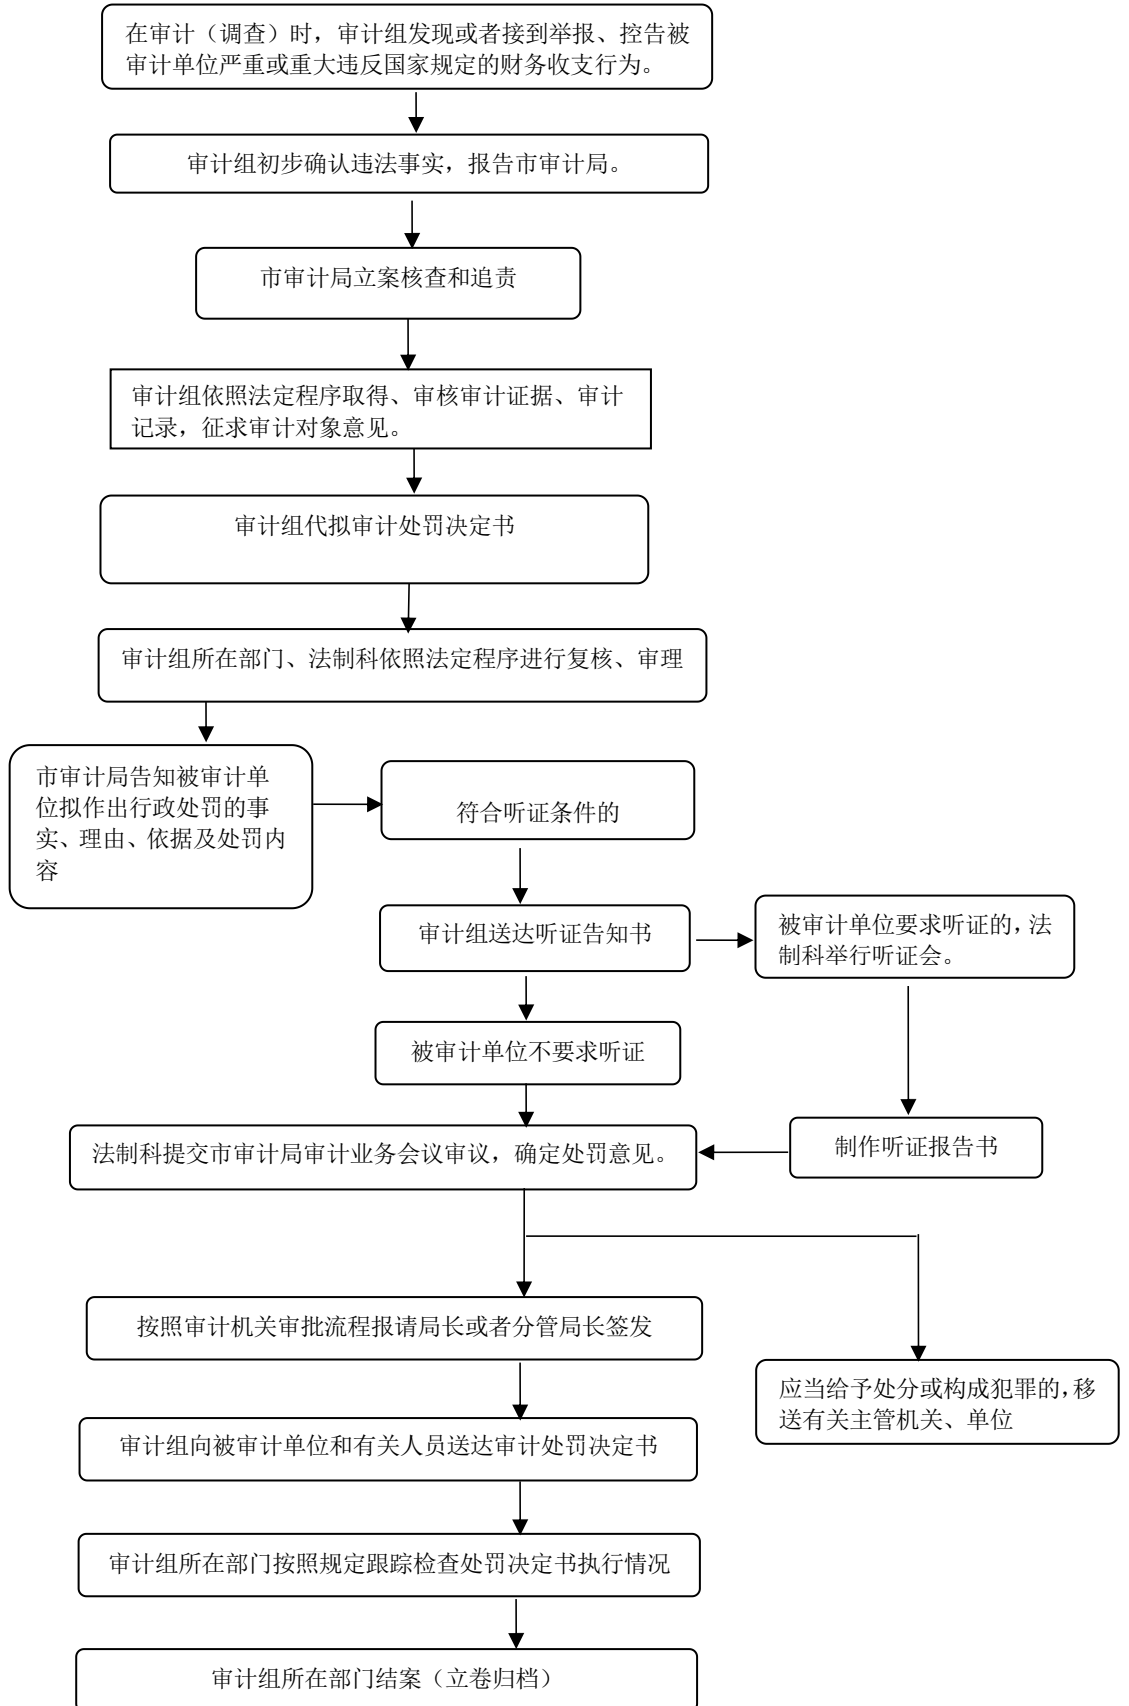 在审计（调查）时，审计组发现或者接到举报、控告被
审计单位严重或重大违反国家规定的财务收支行为。
审计组初步确认违法事实，报告市审计局。
市审计局立案核查和追责
审计组依照法定程序取得、审核审计证据、审计
记录，征求审计对象意见。
审计组代拟审计处罚决定书
审计组所在部门、法制科依照法定程序进行复核、审理
市审计局告知被审计单
位拟作出行政处罚的事
实、理由、依据及处罚内
容
符合听证条件的
审计组送达听证告知书
被审计单位要求听证的，法
制科举行听证会。
被审计单位不要求听证
法制科提交市审计局审计业务会议审议，确定处罚意见。
制作听证报告书
按照审计机关审批流程报请局长或者分管局长签发
应当给予处分或构成犯罪的，移
送有关主管机关、单位
审计组向被审计单位和有关人员送达审计处罚决定书
审计组所在部门按照规定跟踪检查处罚决定书执行情况
审计组所在部门结案（立卷归档）